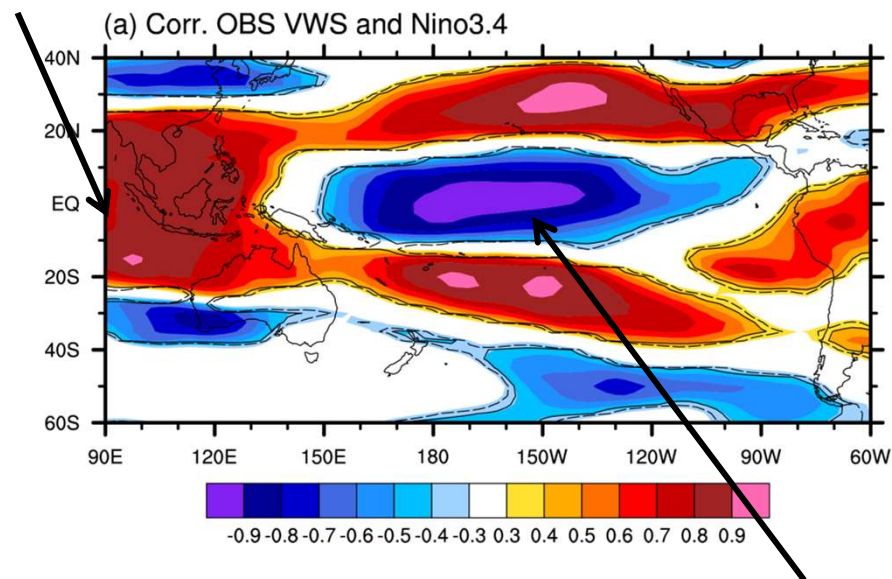 (a) Corr. OBS VWS and Nino3.4
40N
20N
EQ
20S
40S
60S
90E 120E 150E 180 150W 120W 90W 60W
-0.9 -0.8 -0.7 -0.6 -0.5 -0.4 -0.3 0.3 0.4 0.5 0.6 0.7 0.8 0.9